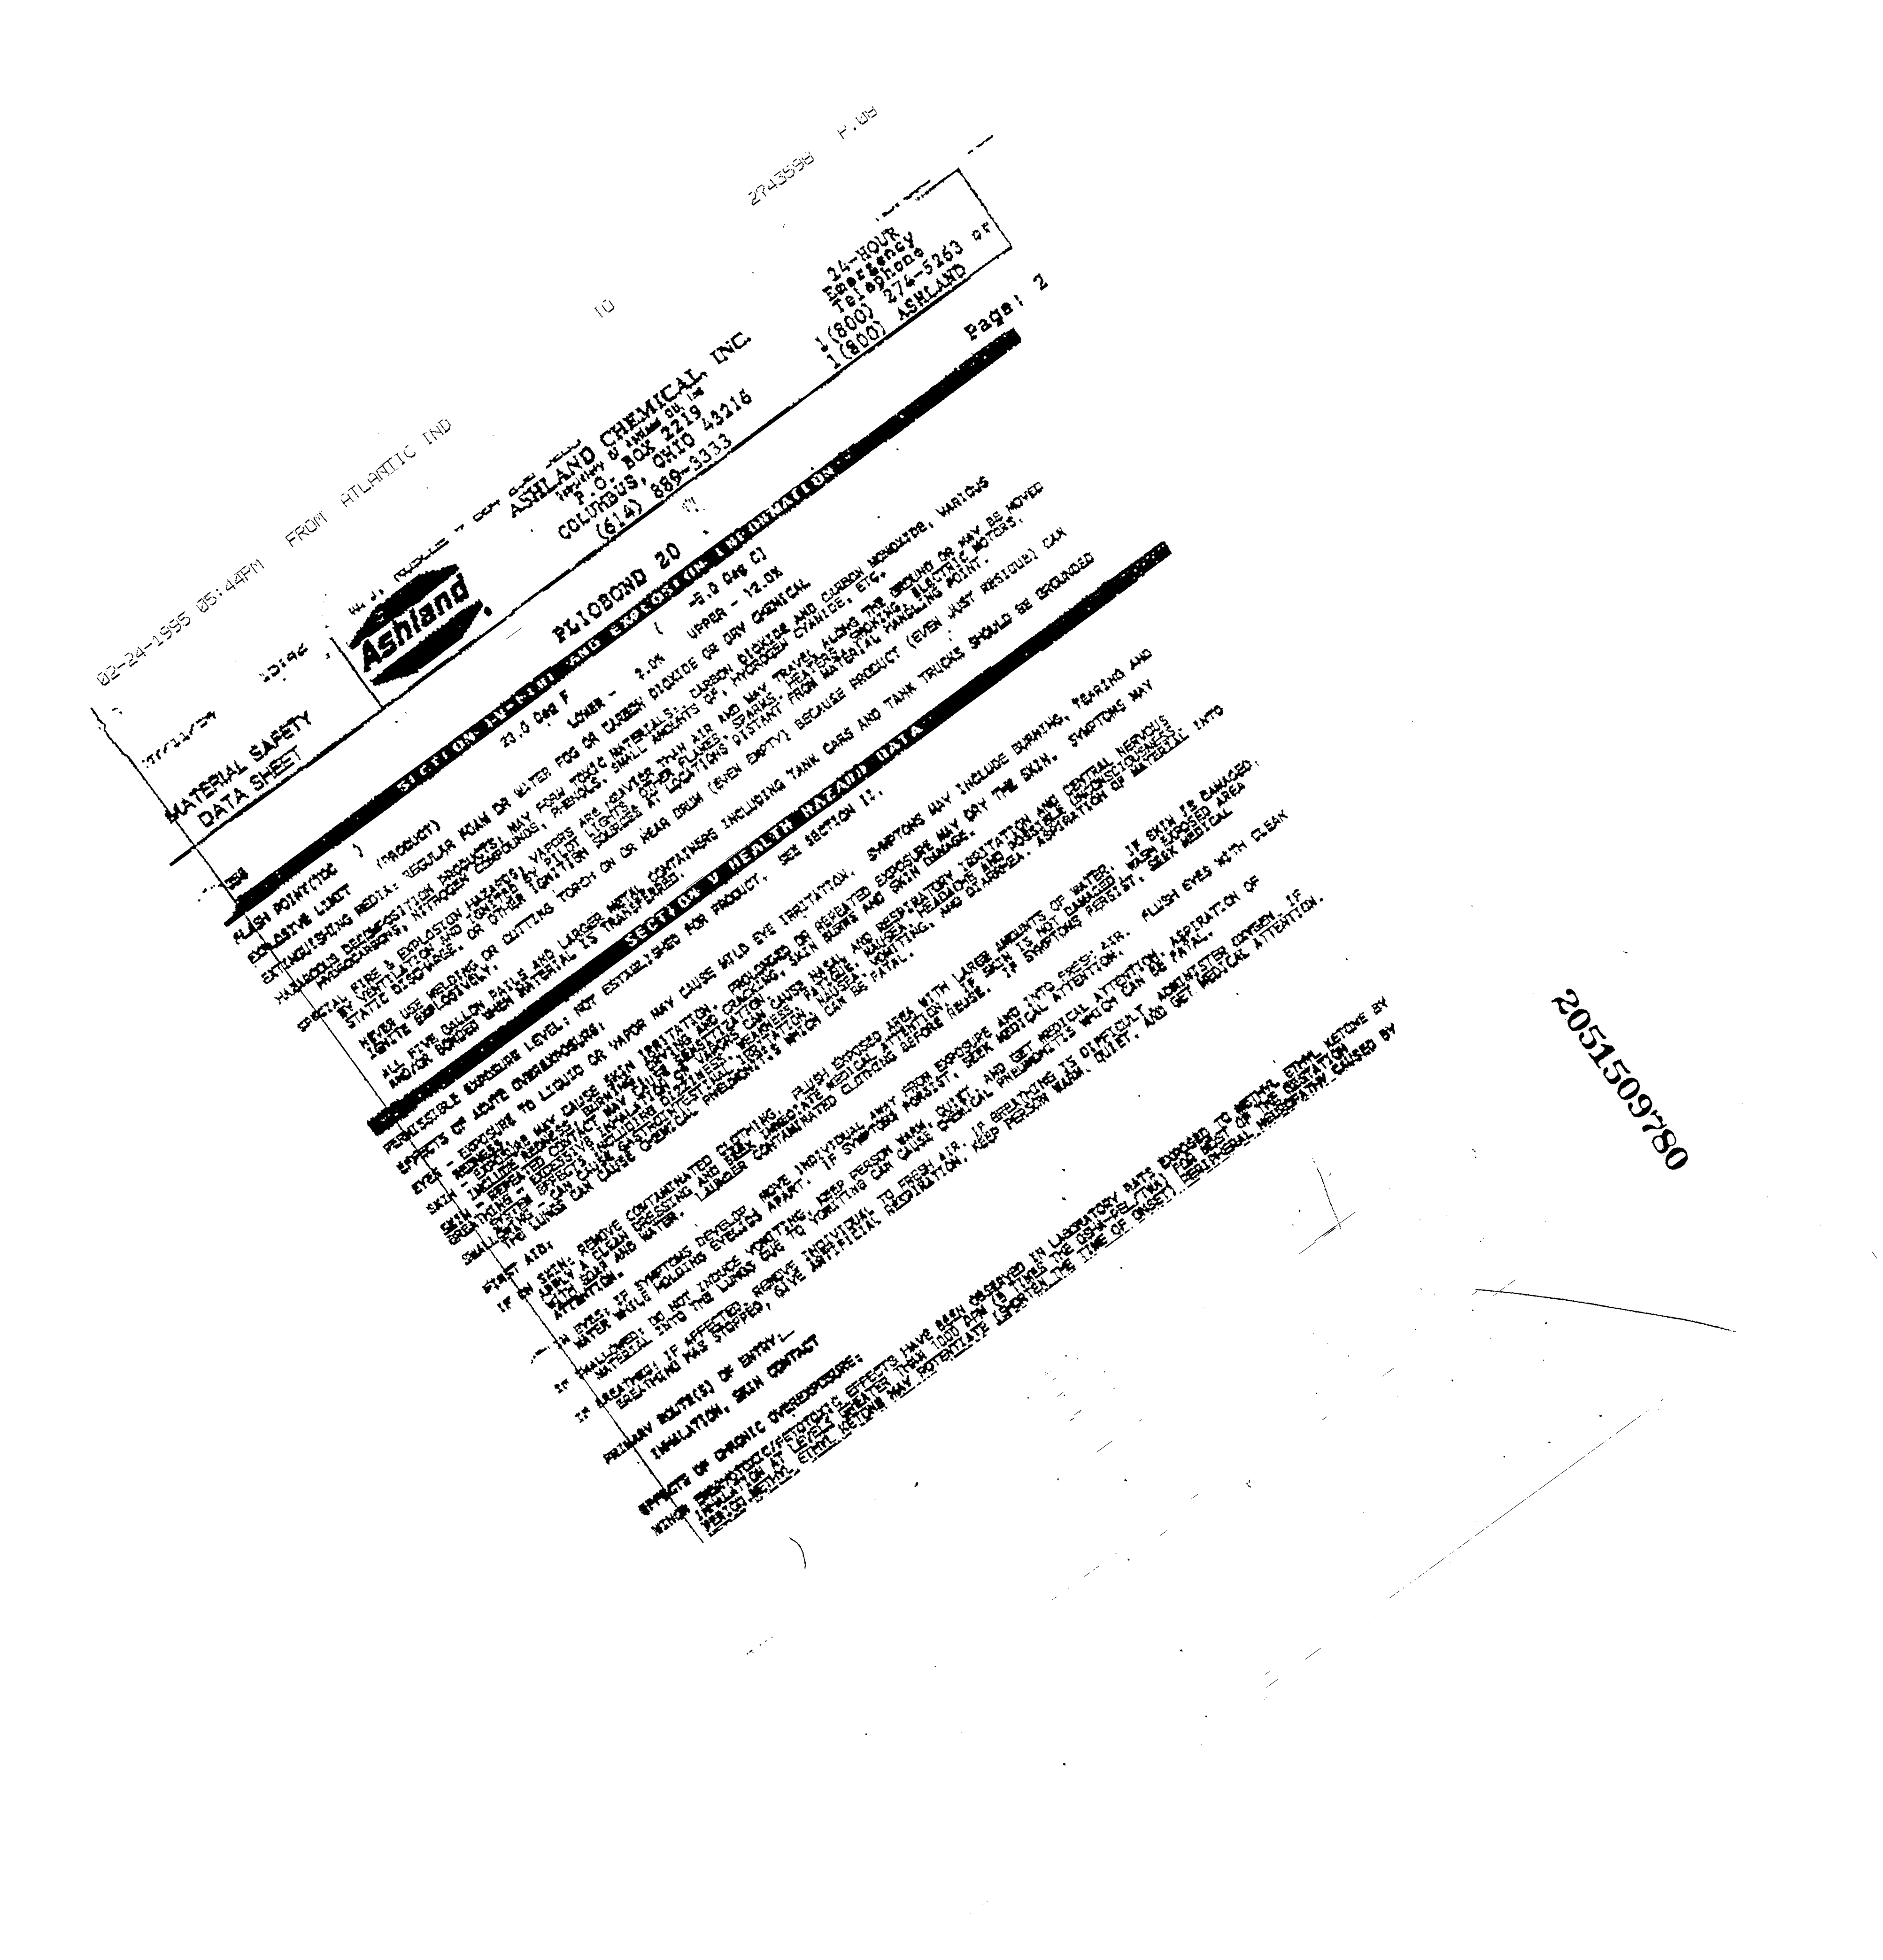 02-24-1995 05:44PM FROM ATLANTIC IND TO 2743598 P.08
MATERIAL SAFETY
DATA SHEET
Ashland
ASHLAND CHEMICAL, INC.
P.O. BOX 2219
COLUMBUS, OHIO 43216
(614) 889-3333
24-HOUR
Emergency
Telephone
1(800) 274-5263 or
1(800) ASHLAND
PLIOBOND 20
Page: 2
SECTION IV-FIRE AND EXPLOSION INFORMATION
FLASH POINT(TOC ) 23.0 Deg F ( -5.0 Deg C)
EXPLOSIVE LIMIT (PRODUCT) LOWER - 2.0% UPPER - 12.0%
EXTINGUISHING MEDIA: REGULAR FOAM OR WATER FOG OR CARBON DIOXIDE OR DRY CHEMICAL
HAZARDOUS DECOMPOSITION PRODUCTS: MAY FORM TOXIC MATERIALS:, CARBON DIOXIDE AND CARBON MONOXIDE, VARIOUS
HYDROCARBONS, NITROGEN COMPOUNDS, PHENOLS, SMALL AMOUNTS OF, HYDROGEN CYANIDE, ETC.
SPECIAL FIRE & EXPLOSION HAZARDS: VAPORS ARE HEAVIER THAN AIR AND MAY TRAVEL ALONG THE GROUND OR MAY BE MOVED
BY VENTILATION AND IGNITED BY PILOT LIGHTS, OTHER FLAMES, SPARKS, HEATERS, SMOKING, ELECTRIC MOTORS,
STATIC DISCHARGE, OR OTHER IGNITION SOURCES AT LOCATIONS DISTANT FROM MATERIAL HANDLING POINT.
NEVER USE WELDING OR CUTTING TORCH ON OR NEAR DRUM (EVEN EMPTY) BECAUSE PRODUCT (EVEN JUST RESIDUE) CAN
IGNITE EXPLOSIVELY.
ALL FIVE GALLON PAILS AND LARGER METAL CONTAINERS INCLUDING TANK CARS AND TANK TRUCKS SHOULD BE GROUNDED
AND/OR BONDED WHEN MATERIAL IS TRANSFERRED.
SECTION V HEALTH HAZARD DATA
PERMISSIBLE EXPOSURE LEVEL: NOT ESTABLISHED FOR PRODUCT. SEE SECTION II.
EFFECTS OF ACUTE OVEREXPOSURE:
EYES - EXPOSURE TO LIQUID OR VAPOR MAY CAUSE MILD EYE IRRITATION. SYMPTOMS MAY INCLUDE BURNING, TEARING AND
REDNESS.
SKIN - EXPOSURE MAY CAUSE SKIN IRRITATION. PROLONGED OR REPEATED EXPOSURE MAY DRY THE SKIN. SYMPTOMS MAY
INCLUDE REDNESS, BURNING, DRYING AND CRACKING, SKIN BURNS AND SKIN DAMAGE.
SKIN - REPEATED CONTACT MAY CAUSE SENSITIZATION.
BREATHING - EXCESSIVE INHALATION OF VAPORS CAN CAUSE NASAL AND RESPIRATORY IRRITATION AND CENTRAL NERVOUS
SYSTEM EFFECTS INCLUDING DIZZINESS, WEAKNESS, FATIGUE, NAUSEA, HEADACHE AND POSSIBLE UNCONSCIOUSNESS.
SWALLOWING - CAN CAUSE GASTROINTESTINAL IRRITATION, NAUSEA, VOMITING, AND DIARRHEA. ASPIRATION OF MATERIAL INTO
THE LUNGS CAN CAUSE CHEMICAL PNEUMONITIS WHICH CAN BE FATAL.
FIRST AID:
IF ON SKIN: REMOVE CONTAMINATED CLOTHING. FLUSH EXPOSED AREA WITH LARGE AMOUNTS OF WATER. IF SKIN IS DAMAGED,
APPLY A CLEAN DRESSING AND SEEK IMMEDIATE MEDICAL ATTENTION. IF SKIN IS NOT DAMAGED, WASH EXPOSED AREA
WITH SOAP AND WATER. LAUNDER CONTAMINATED CLOTHING BEFORE REUSE. IF SYMPTOMS PERSIST, SEEK MEDICAL
ATTENTION.
IN EYES: IF SYMPTOMS DEVELOP, MOVE INDIVIDUAL AWAY FROM EXPOSURE AND INTO FRESH AIR. FLUSH EYES WITH CLEAN
WATER WHILE HOLDING EYELIDS APART. IF SYMPTOMS PERSIST, SEEK MEDICAL ATTENTION.
IF SWALLOWED: DO NOT INDUCE VOMITING, KEEP PERSON WARM, QUIET, AND GET MEDICAL ATTENTION. ASPIRATION OF
MATERIAL INTO THE LUNGS DUE TO VOMITING CAN CAUSE CHEMICAL PNEUMONITIS WHICH CAN BE FATAL.
IF BREATHED: IF AFFECTED, REMOVE INDIVIDUAL TO FRESH AIR. IF BREATHING IS DIFFICULT, ADMINISTER OXYGEN. IF
BREATHING HAS STOPPED, GIVE ARTIFICIAL RESPIRATION. KEEP PERSON WARM, QUIET, AND GET MEDICAL ATTENTION.
PRIMARY ROUTE(S) OF ENTRY:
INHALATION, SKIN CONTACT
EFFECTS OF CHRONIC OVEREXPOSURE:
MINOR EMBRYOTOXIC/FETOTOXIC EFFECTS HAVE BEEN OBSERVED IN LABORATORY RATS EXPOSED TO METHYL ETHYL KETONE BY
INHALATION AT LEVELS GREATER THAN 1000 PPM (5 TIMES THE OSHA-PEL/TWA) FOR MOST OF THE GESTATION
PERIOD. METHYL ETHYL KETONE MAY POTENTIATE (SHORTEN THE TIME OF ONSET) PERIPHERAL NEUROPATHY CAUSED BY
2051509780